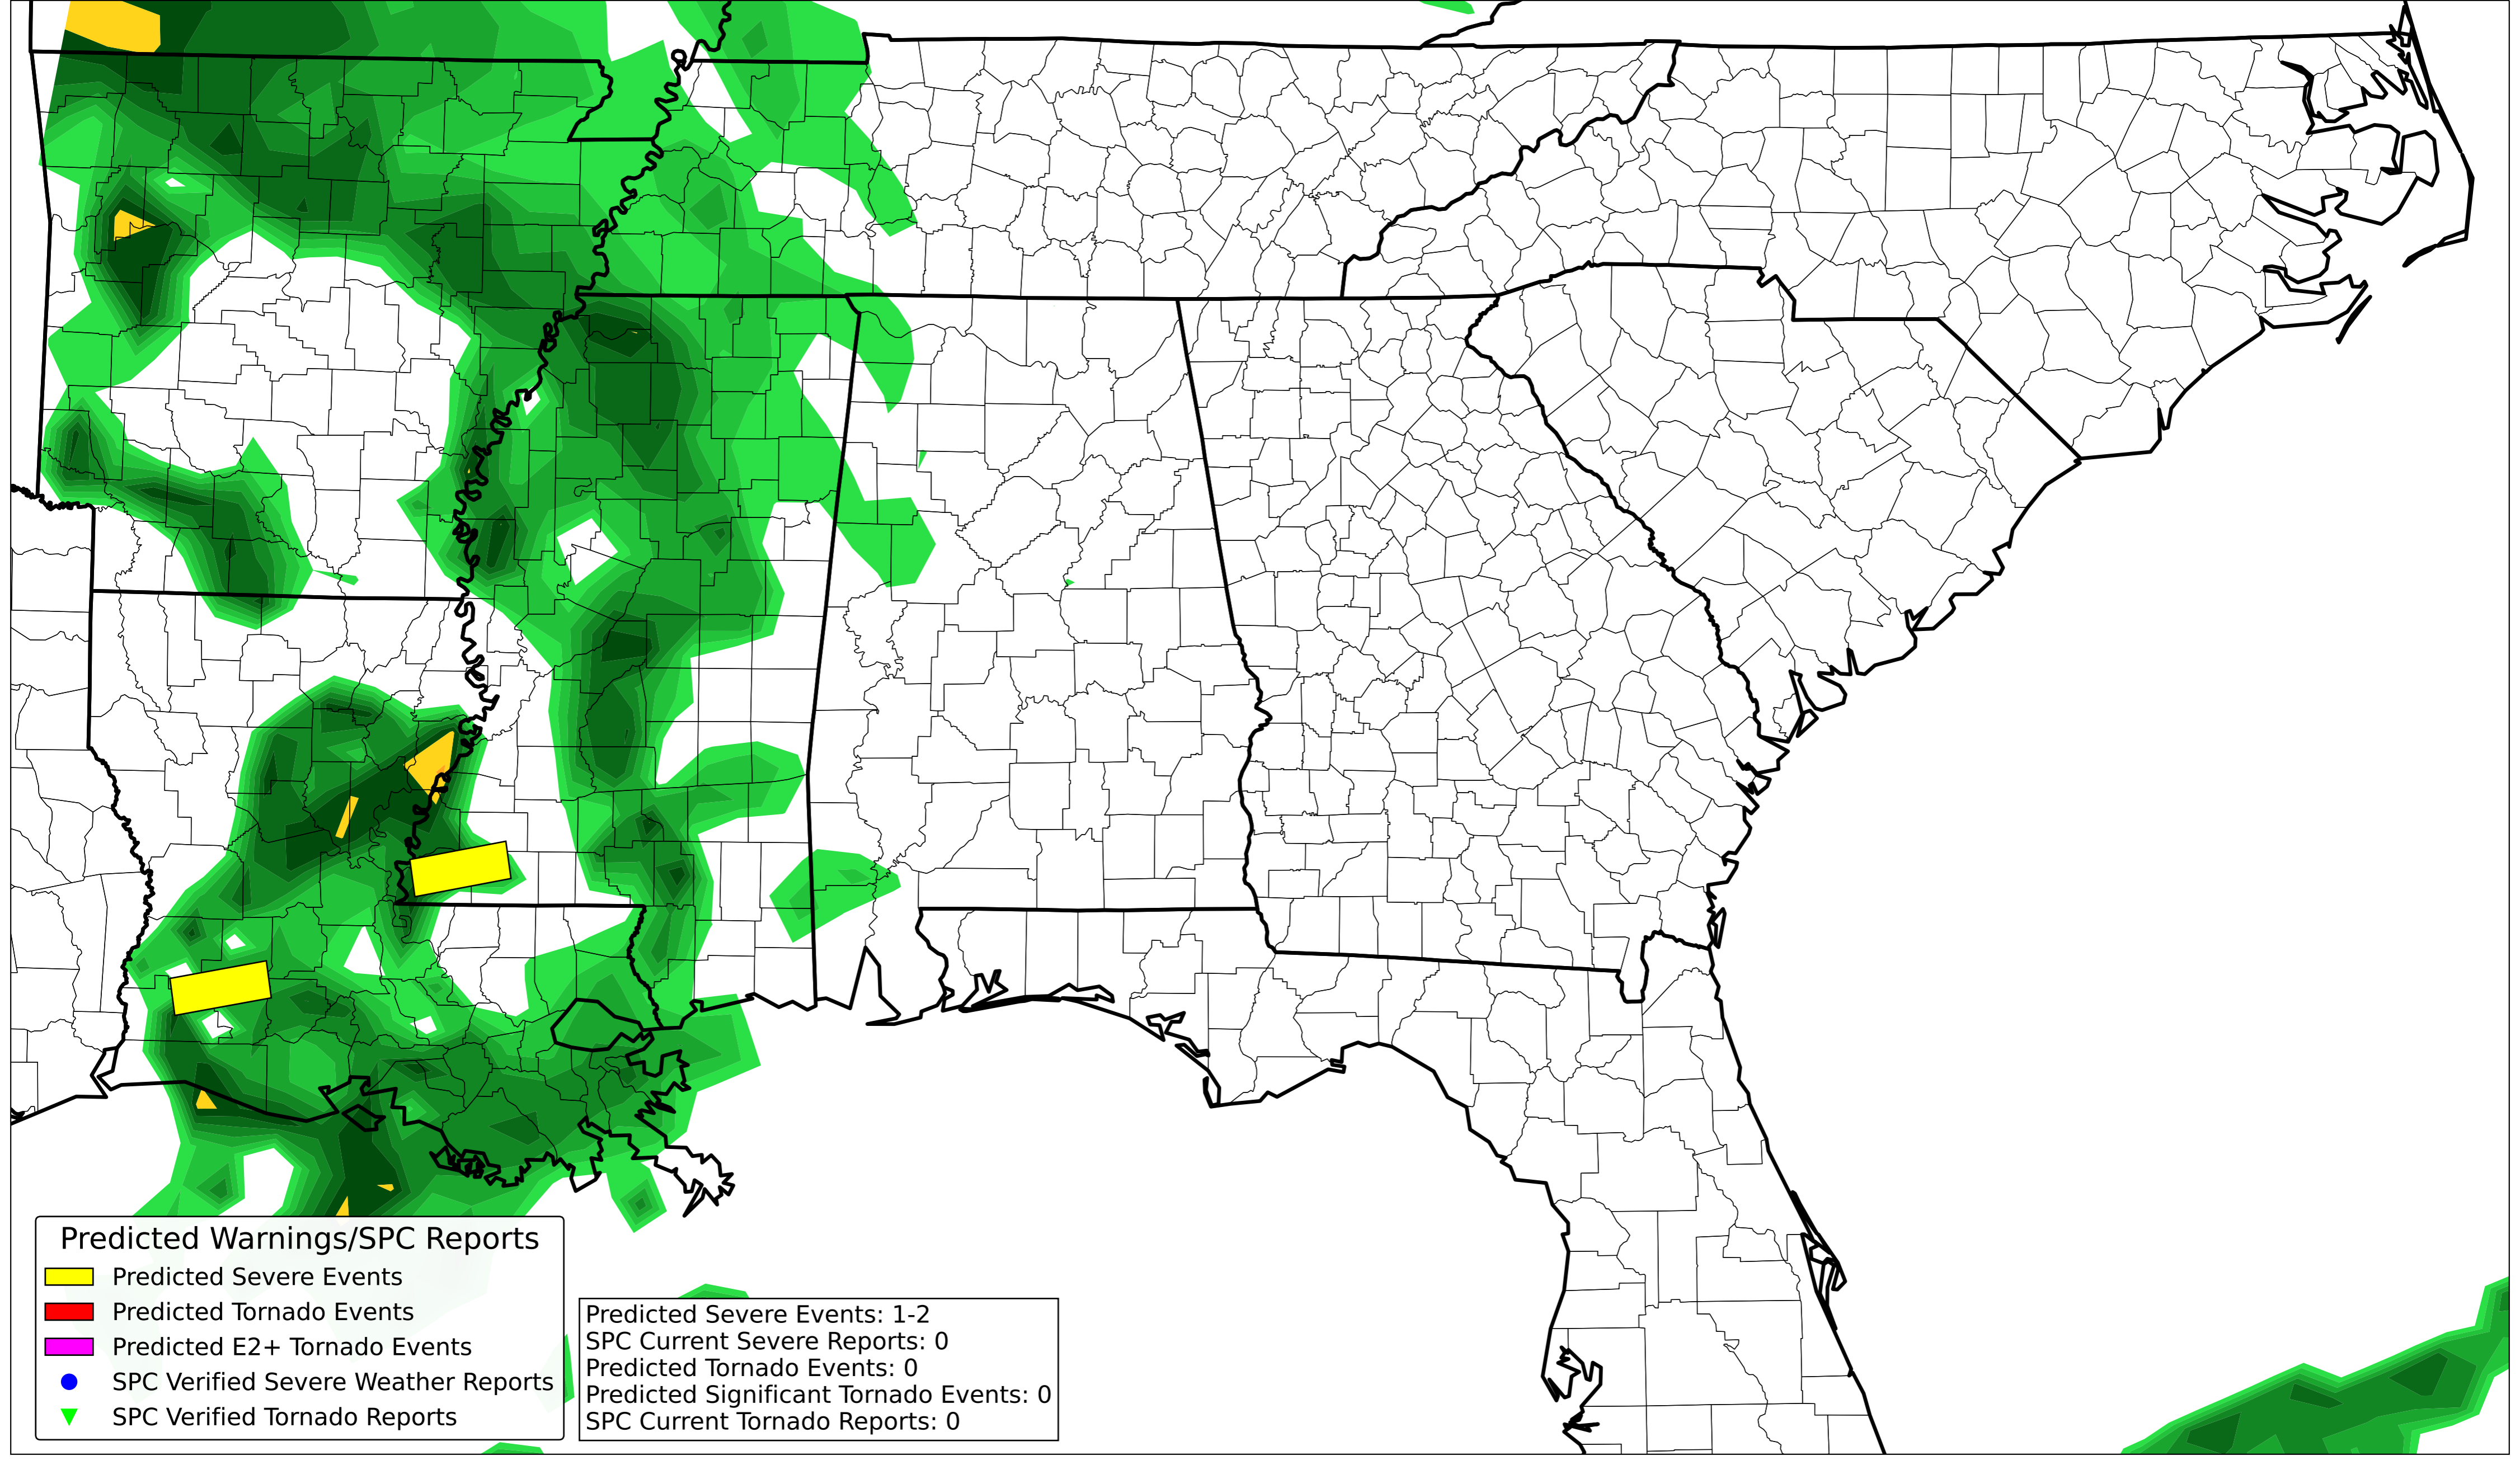 Predicted Warnings/SPC Reports
Predicted Severe Events
Predicted Tornado Events
Predicted E2+ Tornado Events
SPC Verified Severe Weather Reports
SPC Verified Tornado Reports
Predicted Severe Events: 1-2
SPC Current Severe Reports: 0
Predicted Tornado Events: 0
Predicted Significant Tornado Events: 0
SPC Current Tornado Reports: 0